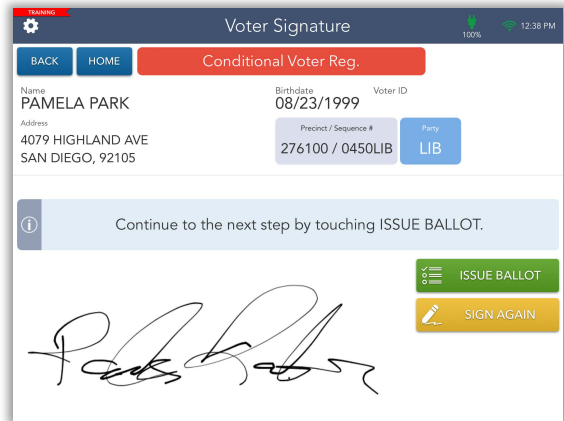 TRAINING
Voter Signature
100%
12:38 PM
BACK
HOME
Conditional Voter Reg.
Name
PAMELA PARK
Birthdate
08/23/1999
Voter ID
Address
4079 HIGHLAND AVE
SAN DIEGO, 92105
Precinct / Sequence #
276100 / 0450LIB
Party
LIB
i
Continue to the next step by touching ISSUE BALLOT.
ISSUE BALLOT
SIGN AGAIN